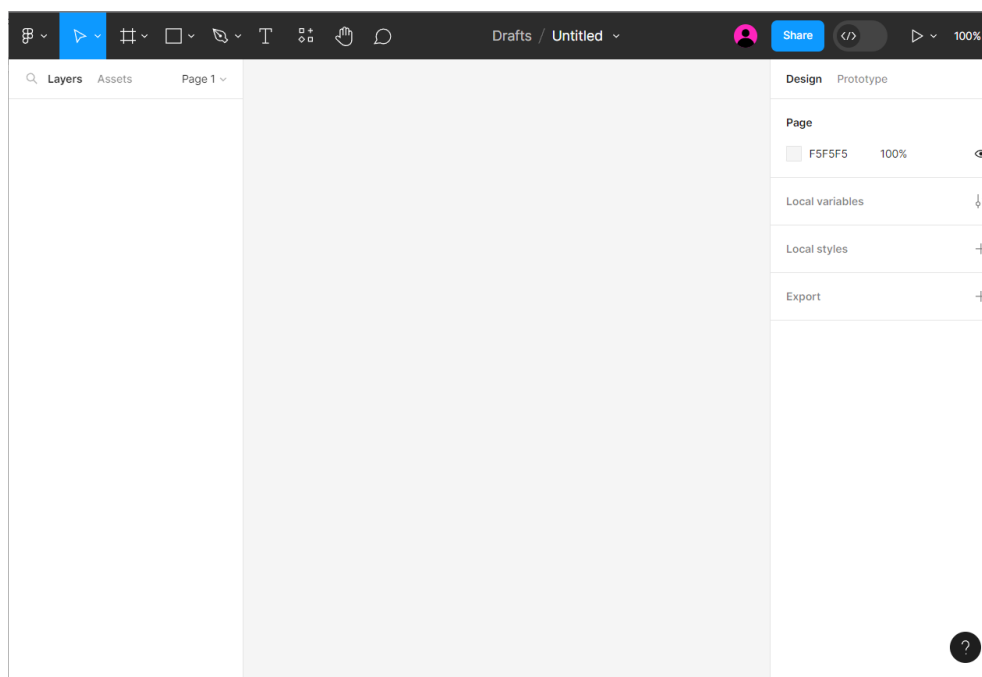 Drafts / Untitled
Share
100%
Layers Assets Page 1
Design Prototype
Page
F5F5F5 100%
Local variables
Local styles
Export
?